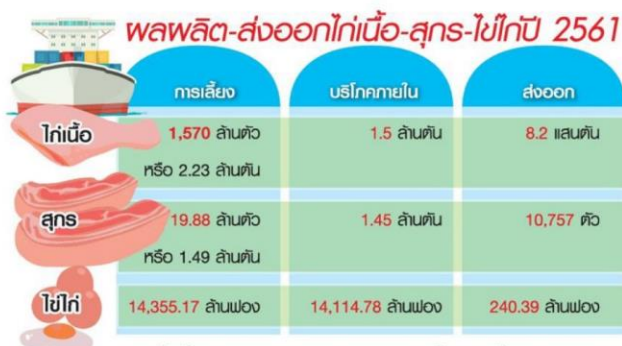 ผลผลิต-ส่งออกไก่เนื้อ-สุกร-ไข่ไก่ปี 2561
การเลี้ยง บริโภคภายใน ส่งออก
ไก่เนื้อ 1,570 ล้านตัว 1.5 ล้านตัน 8.2 แสนตัน
หรือ 2.23 ล้านตัน
สุกร 19.88 ล้านตัว 1.45 ล้านตัน 10,757 ตัว
หรือ 1.49 ล้านตัน
ไข่ไก่ 14,355.17 ล้านฟอง 14,114.78 ล้านฟอง 240.39 ล้านฟอง